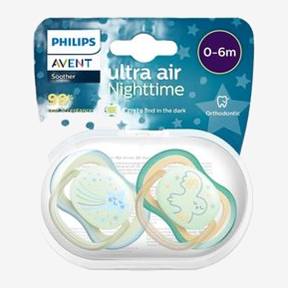 PHILIPS
AVENT
Soother
ultra air
Nighttime
0-6m
Easy to find in the dark
Orthodontic